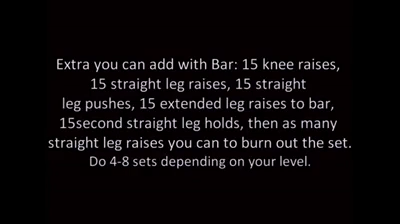 Extra you can add with Bar: 15 knee raises,
15 straight leg raises, 15 straight
leg pushes, 15 extended leg raises to bar,
15second straight leg holds, then as many
straight leg raises you can to burn out the set.
Do 4-8 sets depending on your level.